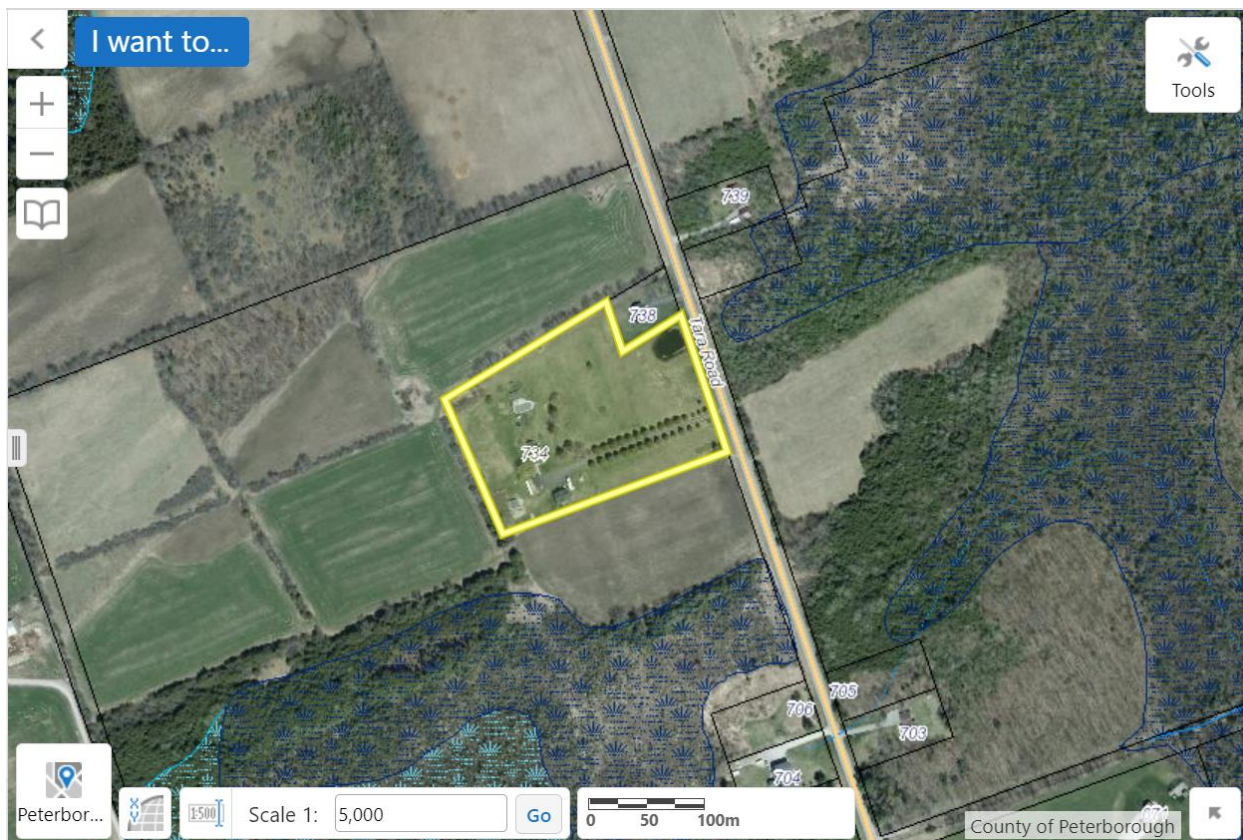 I want to...
Tools
739
738
Tara Road
734
705
706
703
704
671
Peterbor...
X
Y
1:500
Scale 1:
5,000
Go
0 50 100m
County of Peterborough